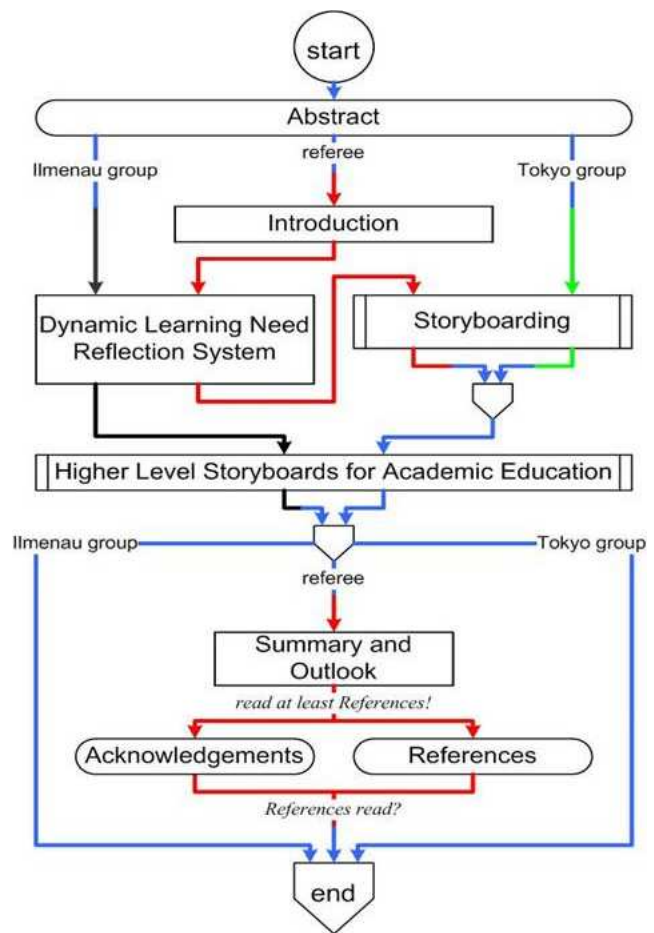 start
Abstract
Ilmenau group
referee
Tokyo group
Introduction
Dynamic Learning Need
Reflection System
Storyboarding
Higher Level Storyboards for Academic Education
Ilmenau group
Tokyo group
referee
Summary and
Outlook
read at least References!
Acknowledgements
References
References read?
end